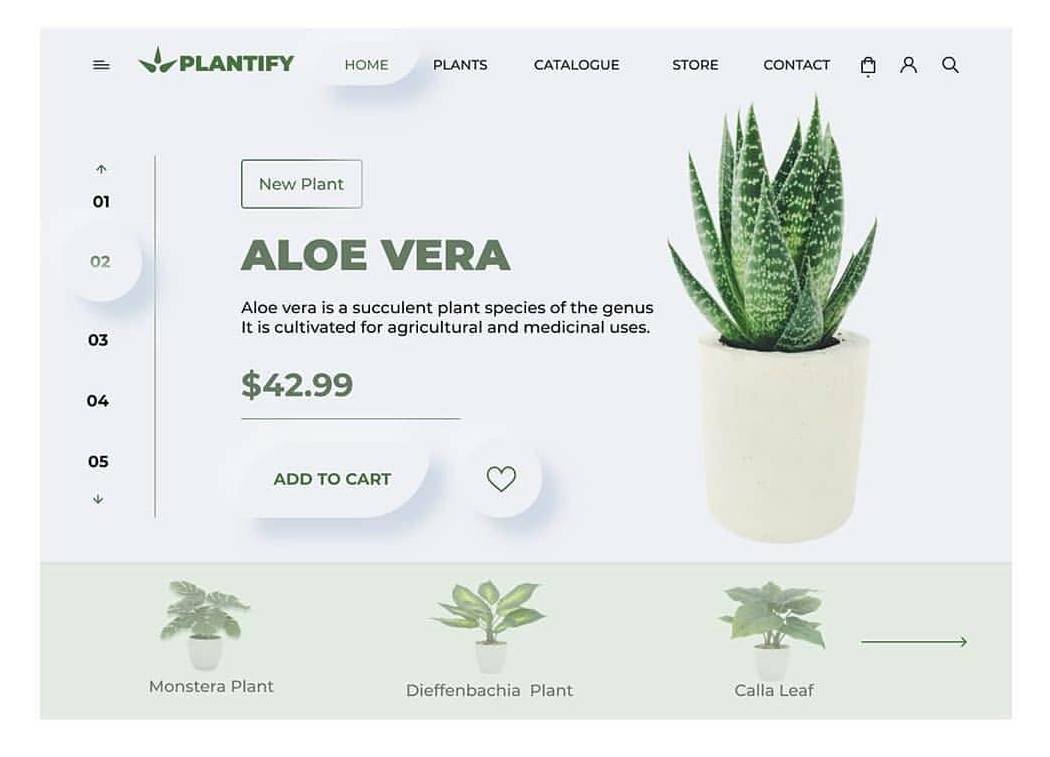 PLANTIFY
HOME
PLANTS
CATALOGUE
STORE
CONTACT
01
02
03
04
05
New Plant
ALOE VERA
Aloe vera is a succulent plant species of the genus
It is cultivated for agricultural and medicinal uses.
$42.99
ADD TO CART
Monstera Plant
Dieffenbachia Plant
Calla Leaf